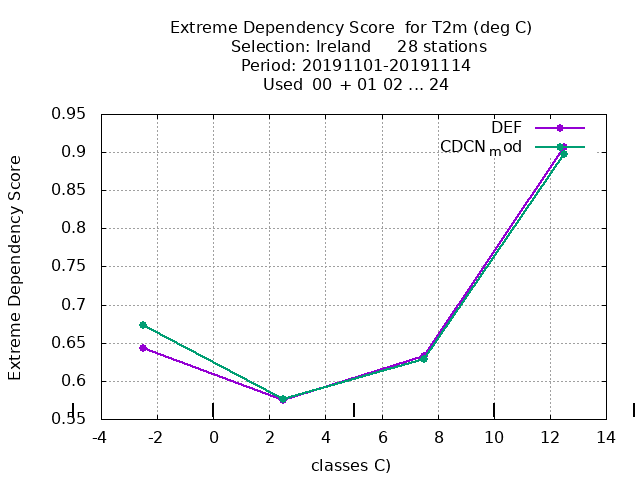 Extreme Dependency Score  for T2m (deg C)
Selection: Ireland     28 stations
Period: 20191101-20191114
Used  00  + 01 02 ... 24
DEF
CDCNmod
0.95
0.9
0.85
0.8
0.75
0.7
0.65
0.6
0.55
Extreme Dependency Score
-4 -2 0 2 4 6 8 10 12 14
classes C)